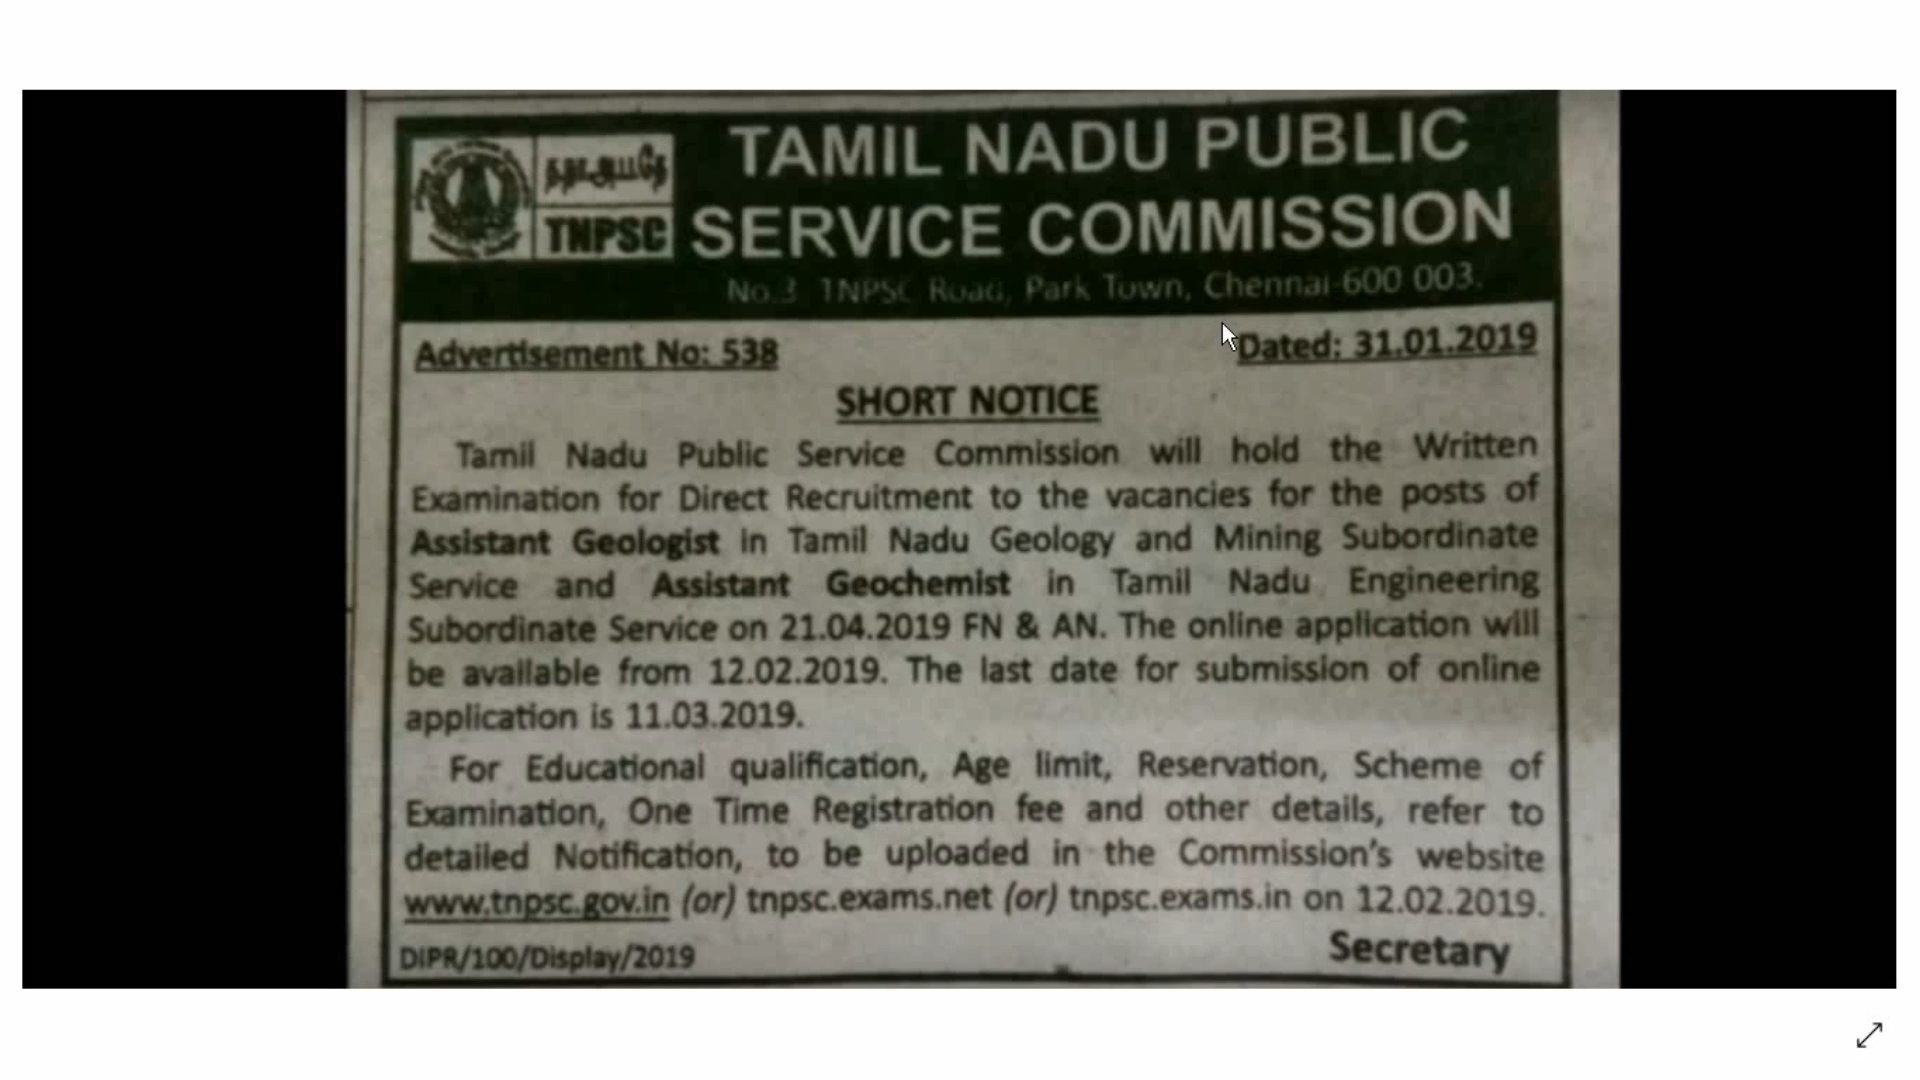 த.நா.அ.ப.தே
TNPSC
TAMIL NADU PUBLIC
SERVICE COMMISSION
No.3 TNPSC Road, Park Town, Chennai-600 003.
Advertisement No: 538
Dated: 31.01.2019
SHORT NOTICE
Tamil Nadu Public Service Commission will hold the Written
Examination for Direct Recruitment to the vacancies for the posts of
Assistant Geologist in Tamil Nadu Geology and Mining Subordinate
Service and Assistant Geochemist in Tamil Nadu Engineering
Subordinate Service on 21.04.2019 FN & AN. The online application will
be available from 12.02.2019. The last date for submission of online
application is 11.03.2019.
For Educational qualification, Age limit, Reservation, Scheme of
Examination, One Time Registration fee and other details, refer to
detailed Notification, to be uploaded in the Commission's website
www.tnpsc.gov.in (or) tnpsc.exams.net (or) tnpsc.exams.in on 12.02.2019.
Secretary
DIPR/100/Display/2019